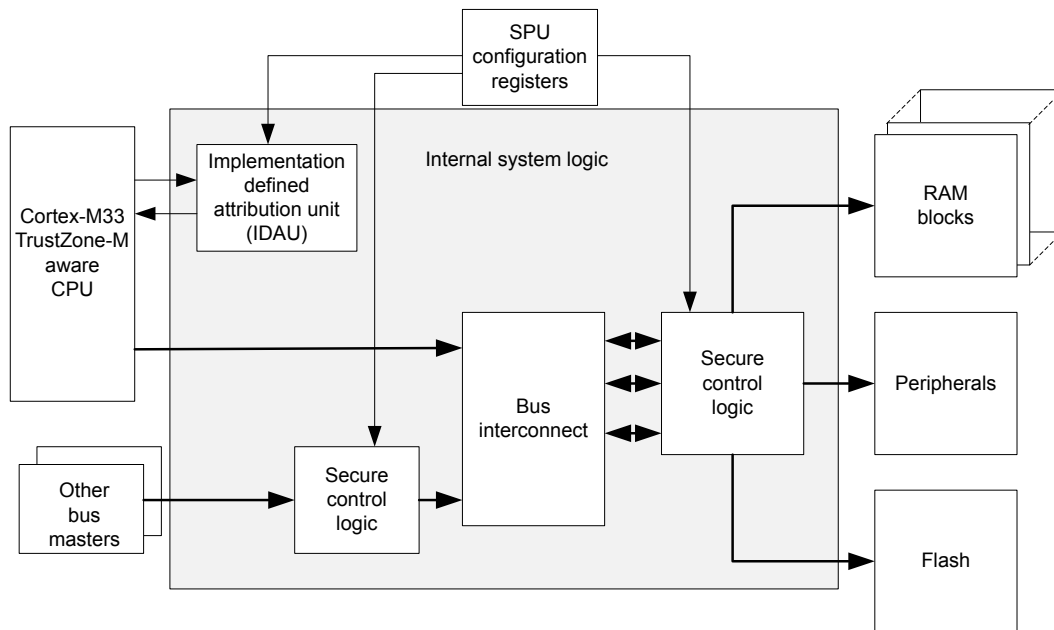 SPU
configuration
registers
Internal system logic
Implementation
defined
attribution unit
(IDAU)
Cortex-M33
TrustZone-M
aware
CPU
RAM
blocks
Bus
interconnect
Secure
control
logic
Peripherals
Other
bus
masters
Secure
control
logic
Flash